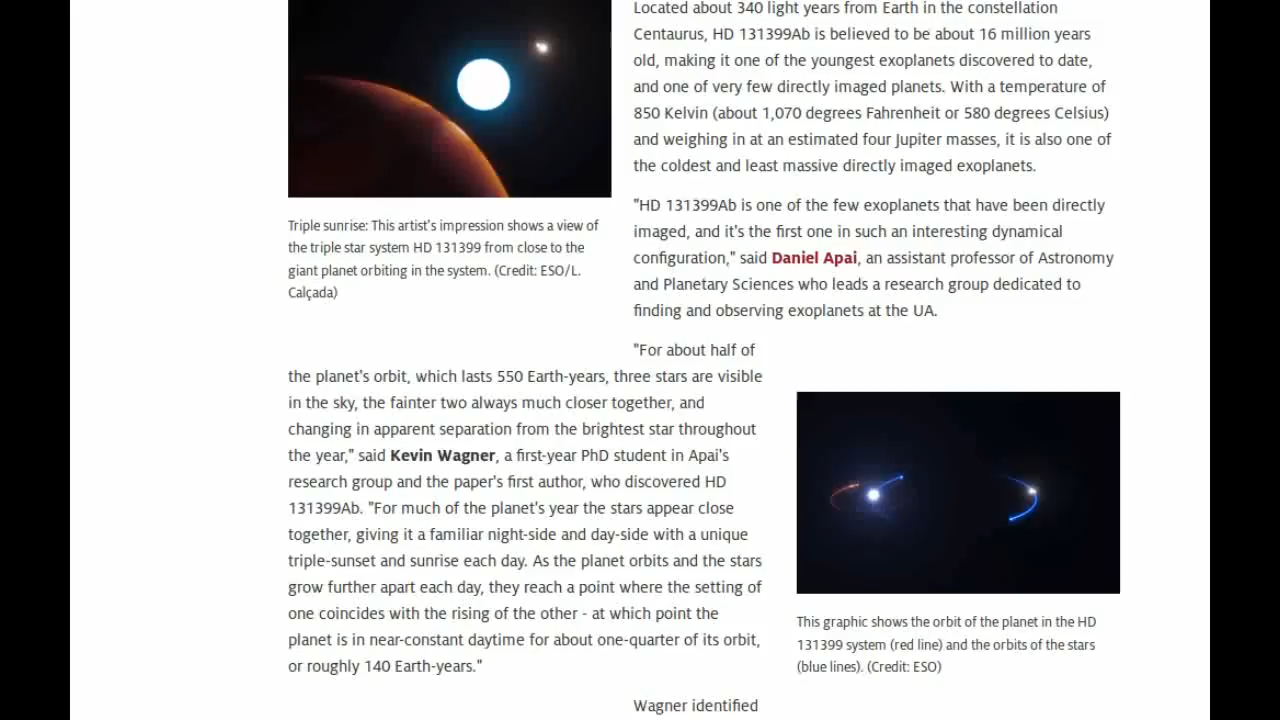 Located about 340 light years from Earth in the constellation
Centaurus, HD 131399Ab is believed to be about 16 million years
old, making it one of the youngest exoplanets discovered to date,
and one of very few directly imaged planets. With a temperature of
850 Kelvin (about 1,070 degrees Fahrenheit or 580 degrees Celsius)
and weighing in at an estimated four Jupiter masses, it is also one of
the coldest and least massive directly imaged exoplanets.
Triple sunrise: This artist's impression shows a view of
the triple star system HD 131399 from close to the
giant planet orbiting in the system. (Credit: ESO/L.
Calçada)
"HD 131399Ab is one of the few exoplanets that have been directly
imaged, and it's the first one in such an interesting dynamical
configuration," said Daniel Apai, an assistant professor of Astronomy
and Planetary Sciences who leads a research group dedicated to
finding and observing exoplanets at the UA.
"For about half of
the planet's orbit, which lasts 550 Earth-years, three stars are visible
in the sky, the fainter two always much closer together, and
changing in apparent separation from the brightest star throughout
the year," said Kevin Wagner, a first-year PhD student in Apai's
research group and the paper's first author, who discovered HD
131399Ab. "For much of the planet's year the stars appear close
together, giving it a familiar night-side and day-side with a unique
triple-sunset and sunrise each day. As the planet orbits and the stars
grow further apart each day, they reach a point where the setting of
one coincides with the rising of the other - at which point the
planet is in near-constant daytime for about one-quarter of its orbit,
or roughly 140 Earth-years."
This graphic shows the orbit of the planet in the HD
131399 system (red line) and the orbits of the stars
(blue lines). (Credit: ESO)
Wagner identified